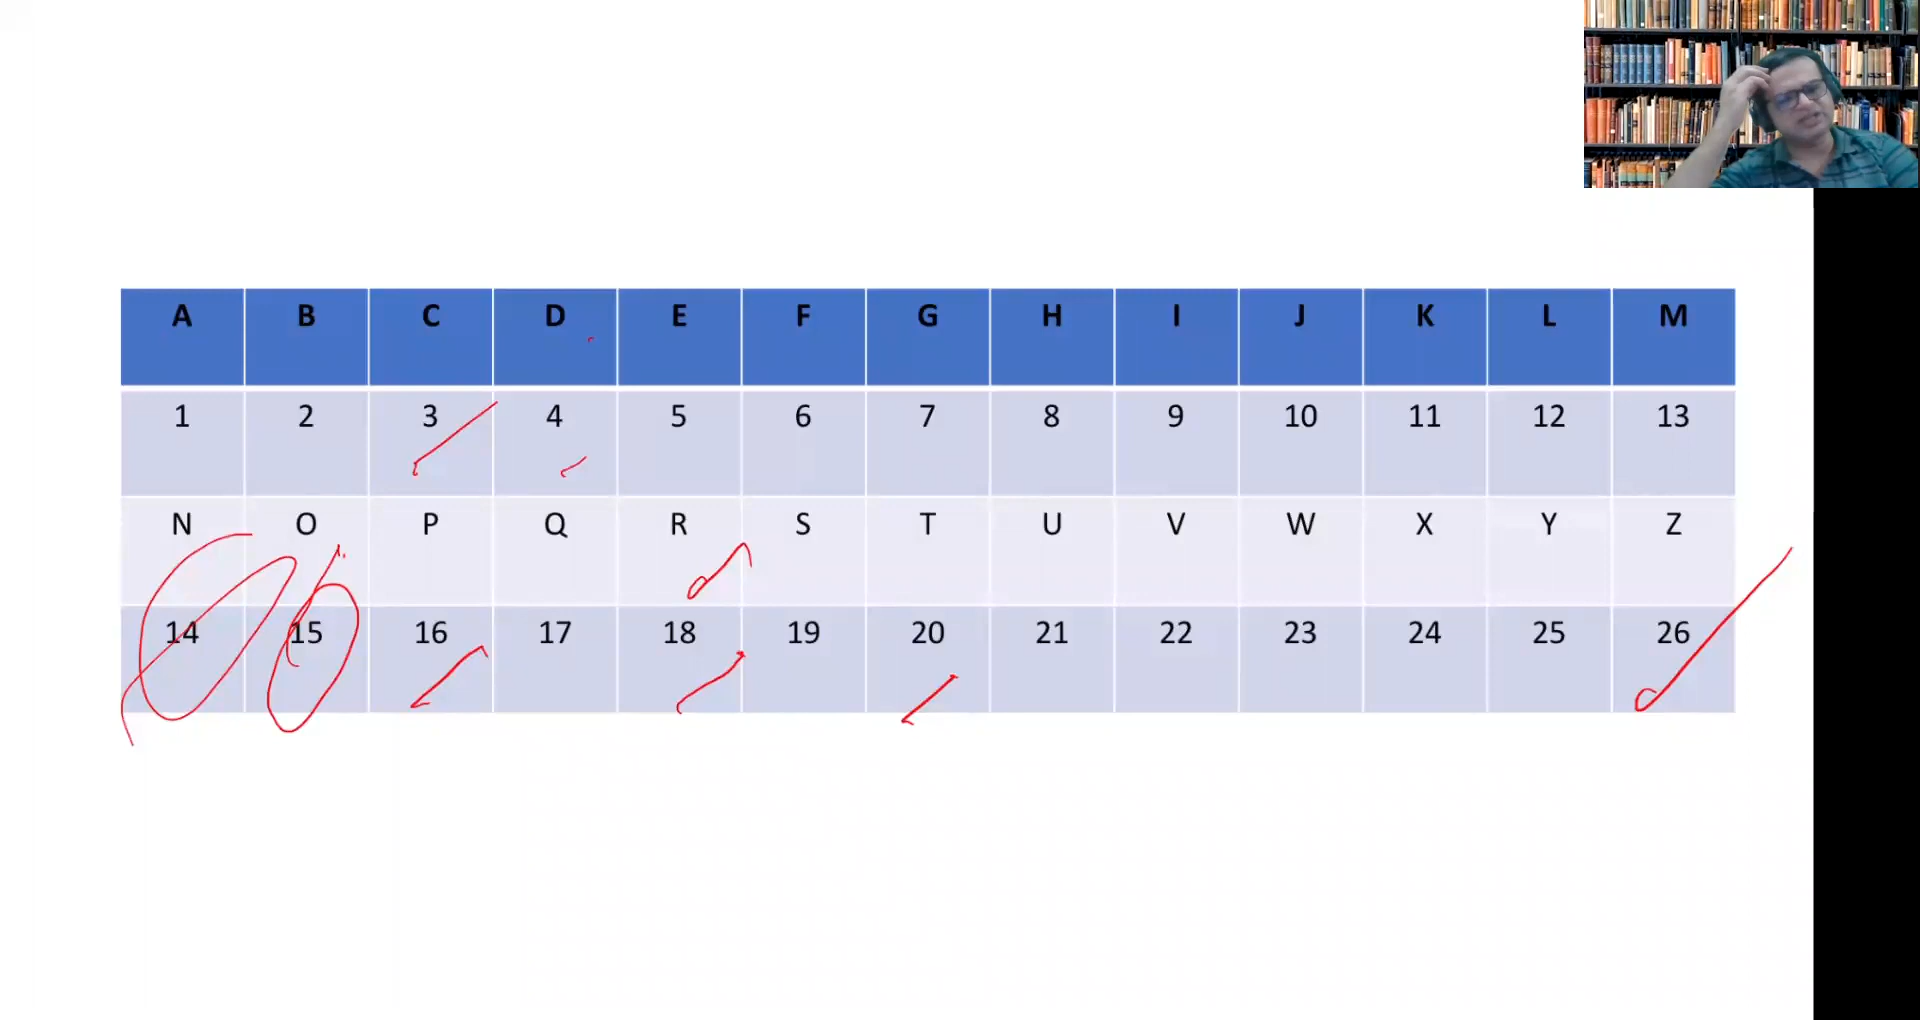 A B C D E F G H I J K L M
1 2 3 4 5 6 7 8 9 10 11 12 13
N O P Q R S T U V W X Y Z
14 15 16 17 18 19 20 21 22 23 24 25 26